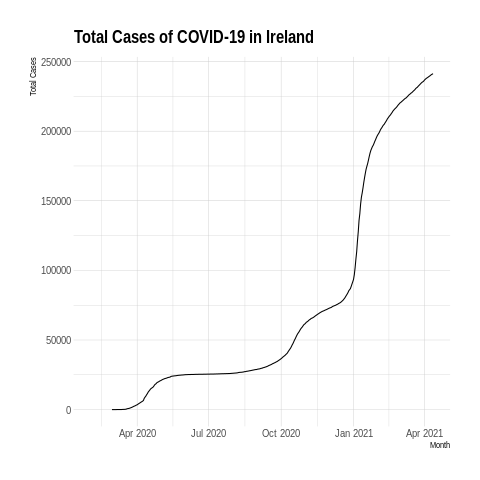 Total Cases of COVID-19 in Ireland
Total Cases
250000
200000
150000
100000
50000
0
Apr 2020 Jul 2020 Oct 2020 Jan 2021 Apr 2021
Month